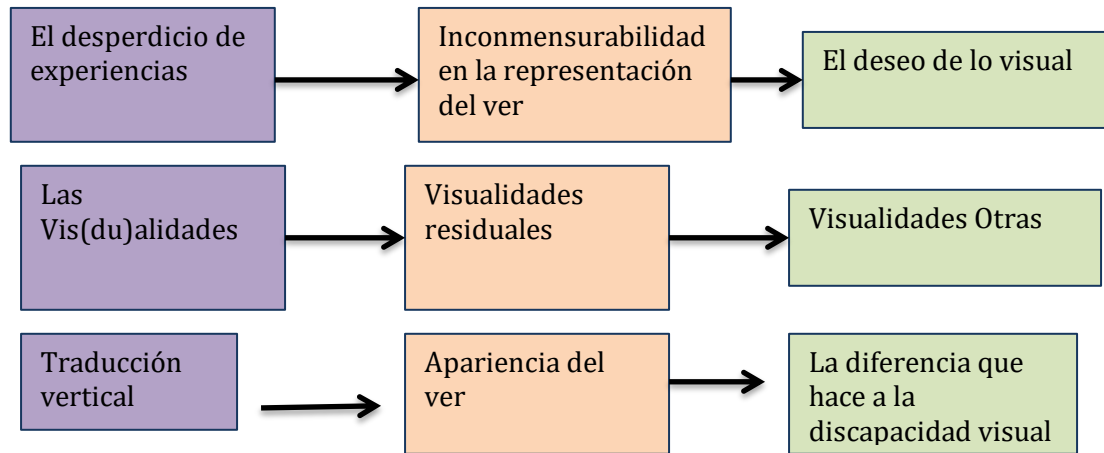 El desperdicio de
experiencias
Inconmensurabilidad
en la representación
del ver
El deseo de lo visual
Las
Vis(du)alidades
Visualidades
residuales
Visualidades Otras
Traducción
vertical
Apariencia del
ver
La diferencia que
hace a la
discapacidad visual